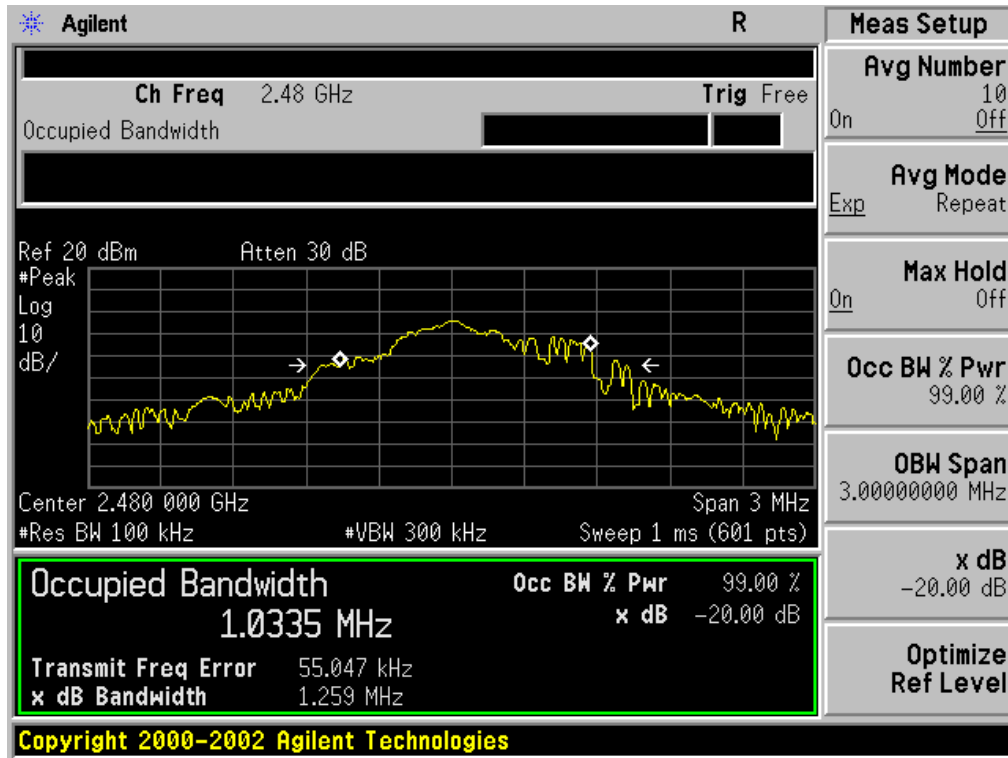 Agilent R
Ch Freq 2.48 GHz Trig Free
Occupied Bandwidth
Ref 20 dBm Atten 30 dB
#Peak
Log
10
dB/
Center 2.480 000 GHz Span 3 MHz
#Res BW 100 kHz #VBW 300 kHz Sweep 1 ms (601 pts)
Occupied Bandwidth Occ BW % Pwr 99.00 %
1.0335 MHz x dB -20.00 dB
Transmit Freq Error 55.047 kHz
x dB Bandwidth 1.259 MHz
Copyright 2000-2002 Agilent Technologies
Meas Setup
Avg Number
10
On Off
Avg Mode
Exp Repeat
Max Hold
On Off
Occ BW % Pwr
99.00 %
OBW Span
3.00000000 MHz
x dB
-20.00 dB
Optimize
Ref Level